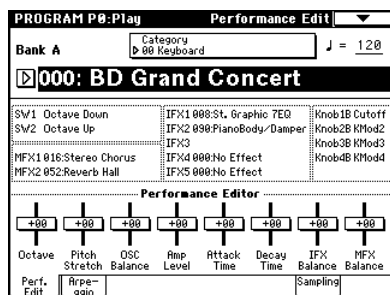 PROGRAM P0:Play Performance Edit
Bank A
Category
00 Keyboard
♩ = 120
000: BD Grand Concert
SW1 Octave Down
SW2 Octave Up
MFX1 016:Stereo Chorus
MFX2 052:Reverb Hall
IFX1 008:St. Graphic 7EQ
IFX2 090:PianoBody/Damper
IFX3
IFX4 000:No Effect
IFX5 000:No Effect
Knob1B Cutoff
Knob2B KMod2
Knob3B KMod3
Knob4B KMod4
Performance Editor
+00 +00 +00 +00 +00 +00 +00 +00
Octave Pitch Stretch OSC Balance Amp Level Attack Time Decay Time IFX Balance MFX Balance
Perf. Edit Arpe- ggio Sampling